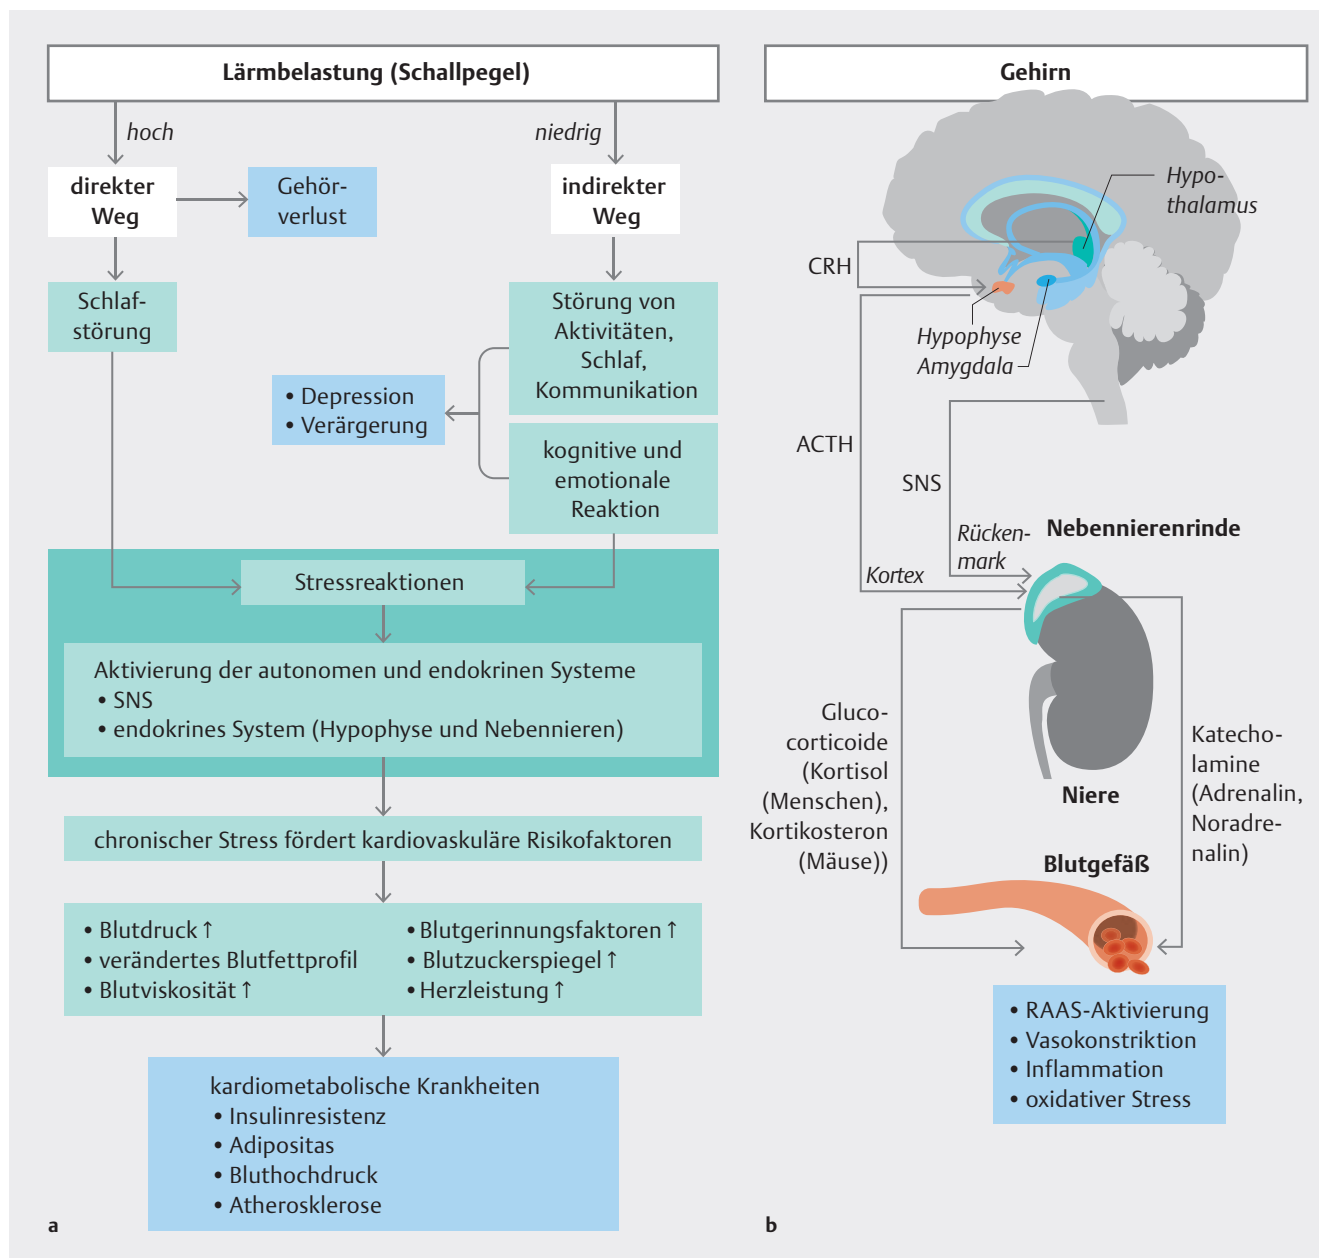 Lärmbelastung (Schallpegel)
hoch
niedrig
direkter
Weg
Gehör-
verlust
indirekter
Weg
Schlaf-
störung
Störung von
Aktivitäten,
Schlaf,
Kommunikation
• Depression
• Verärgerung
kognitive und
emotionale
Reaktion
Stressreaktionen
Aktivierung der autonomen und endokrinen Systeme
• SNS
• endokrines System (Hypophyse und Nebennieren)
chronischer Stress fördert kardiovaskuläre Risikofaktoren
• Blutdruck ↑
• verändertes Blutfettprofil
• Blutviskosität ↑
• Blutgerinnungsfaktoren ↑
• Blutzuckerspiegel ↑
• Herzleistung ↑
kardiometabolische Krankheiten
• Insulinresistenz
• Adipositas
• Bluthochdruck
• Atherosklerose
a
Gehirn
Hypo-
thalamus
CRH
Hypophyse
Amygdala
ACTH
SNS
Rücken-
mark
Nebennierenrinde
Kortex
Gluco-
corticoide
(Kortisol
(Menschen),
Kortikosteron
(Mäuse))
Niere
Katecho-
lamine
(Adrenalin,
Noradre-
nalin)
Blutgefäß
• RAAS-Aktivierung
• Vasokonstriktion
• Inflammation
• oxidativer Stress
b